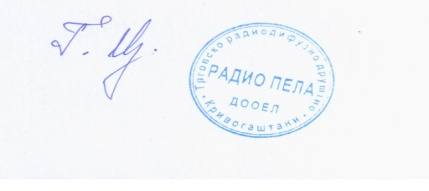 Трговско радиодифузно друштво
РАДИО ПЕЛА
ДООЕЛ
Кривогаштани